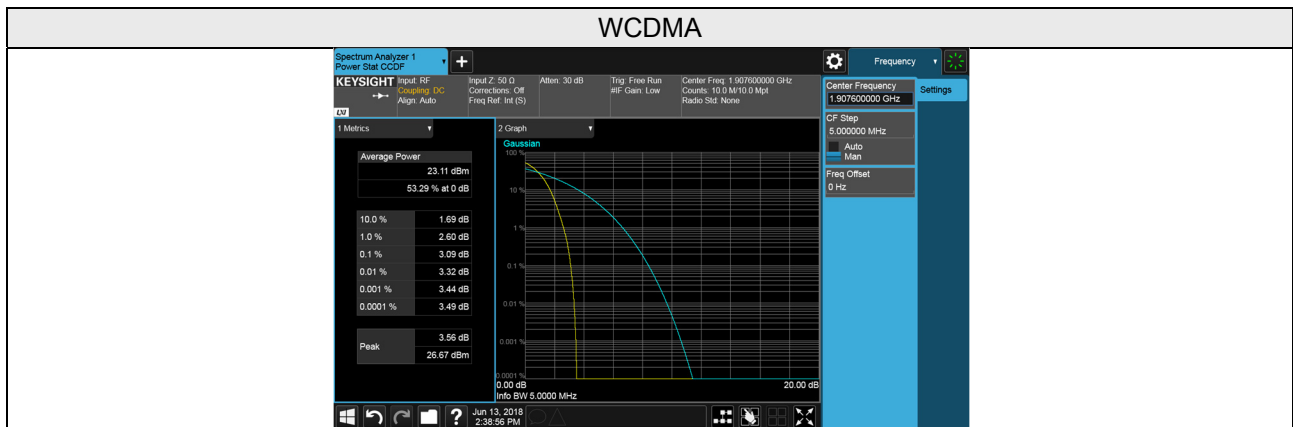 WCDMA
Spectrum Analyzer 1
Power Stat CCDF
Frequency
KEYSIGHT
LXI
Input: RF
Coupling: DC
Align: Auto
Input Z: 50 Ω
Corrections: Off
Freq Ref: Int (S)
Atten: 30 dB
Trig: Free Run
#IF Gain: Low
Center Freq: 1.907600000 GHz
Counts: 10.0 M/10.0 Mpt
Radio Std: None
Center Frequency
1.907600000 GHz
Settings
CF Step
5.000000 MHz
Auto
Man
Freq Offset
0 Hz
1 Metrics
Average Power
23.11 dBm
53.29 % at 0 dB
10.0 % 1.69 dB
1.0 % 2.60 dB
0.1 % 3.09 dB
0.01 % 3.32 dB
0.001 % 3.44 dB
0.0001 % 3.49 dB
Peak 3.56 dB
26.67 dBm
2 Graph
Gaussian
100 %
10 %
1 %
0.1 %
0.01 %
0.001 %
0.0001 %
0.00 dB 20.00 dB
Info BW 5.0000 MHz
?
Jun 13, 2018
2:38:56 PM